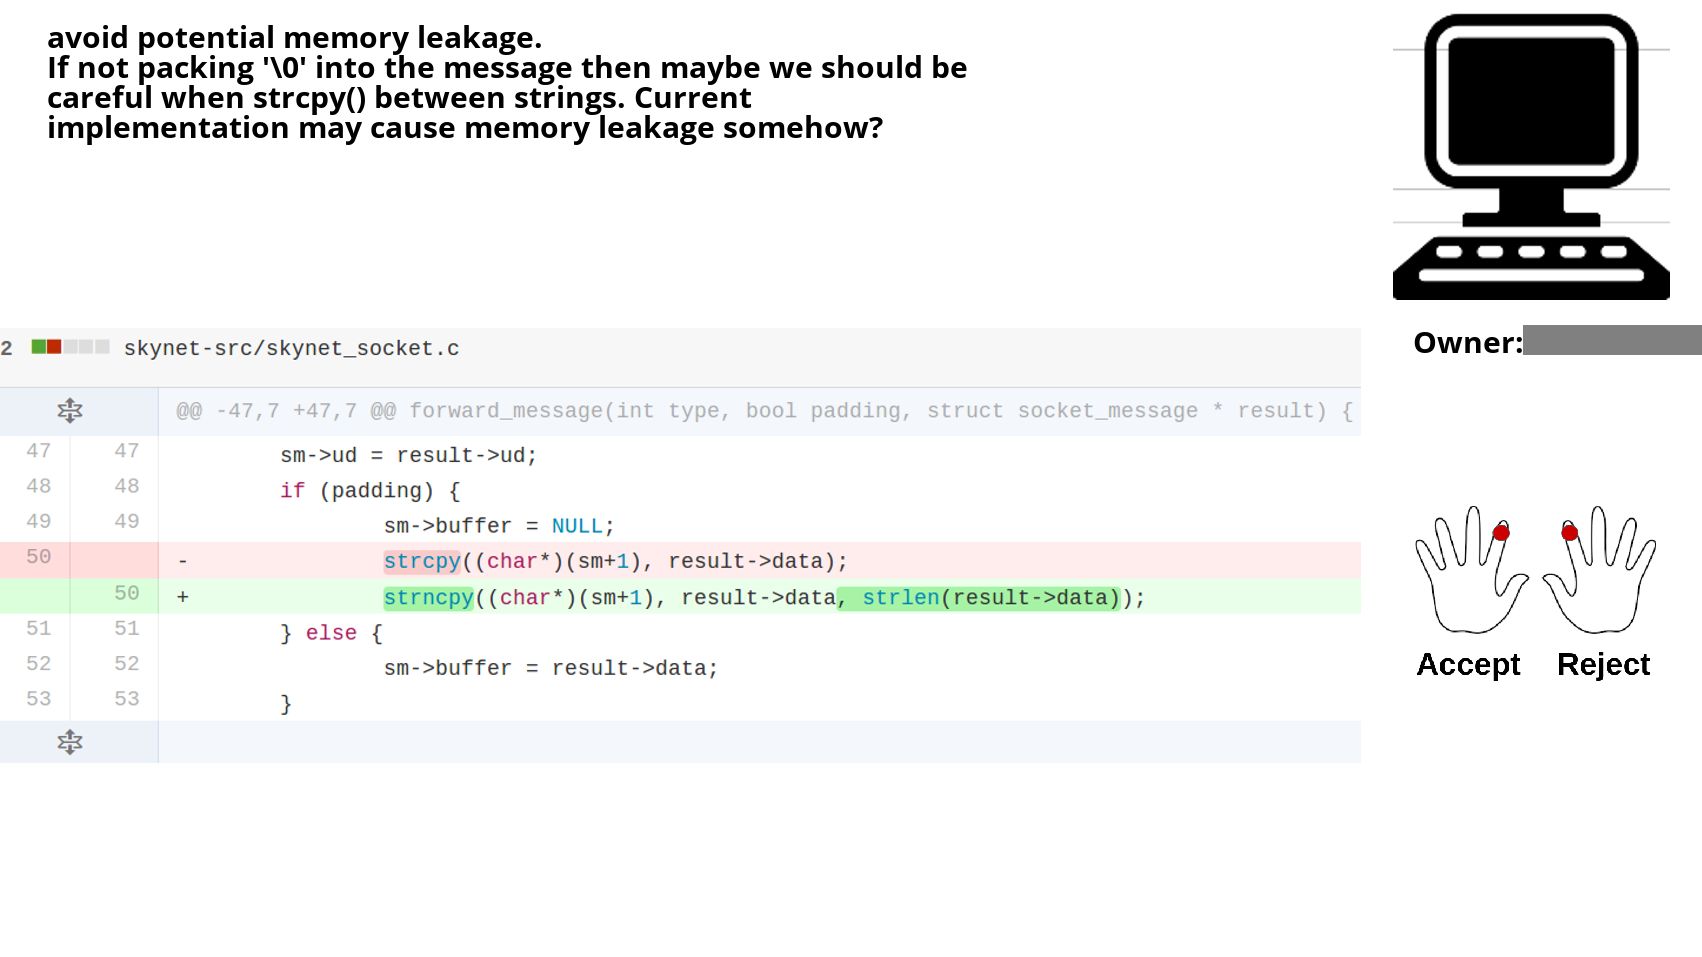 avoid potential memory leakage.
If not packing '\0' into the message then maybe we should be
careful when strcpy() between strings. Current
implementation may cause memory leakage somehow?
2 skynet-src/skynet_socket.c
@@ -47,7 +47,7 @@ forward_message(int type, bool padding, struct socket_message * result) {
47 47 sm->ud = result->ud;
48 48 if (padding) {
49 49 sm->buffer = NULL;
50 - strcpy((char*)(sm+1), result->data);
50 + strncpy((char*)(sm+1), result->data, strlen(result->data));
51 51 } else {
52 52 sm->buffer = result->data;
53 53 }
Owner:
Accept Reject